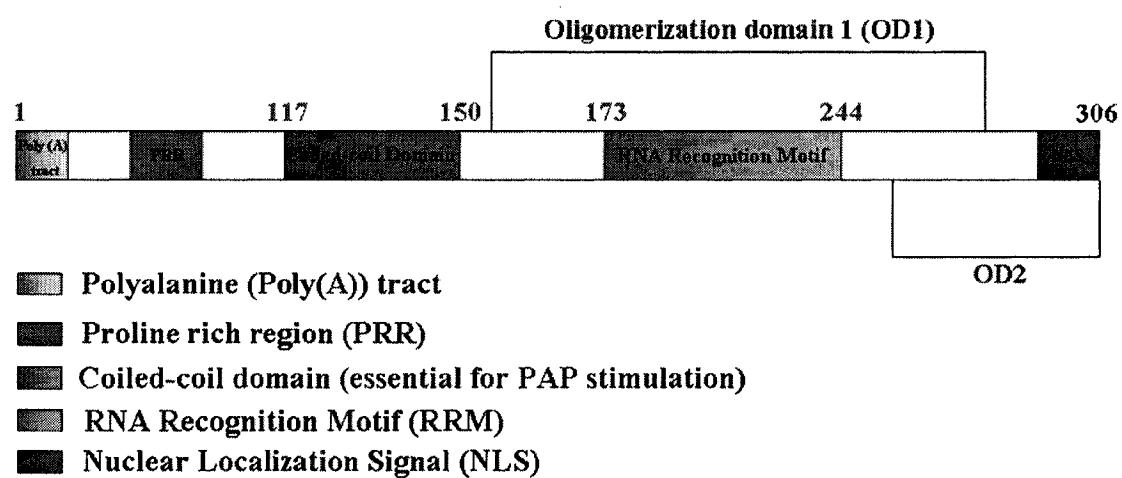 Oligomerization domain 1 (OD1)
1 117 150 173 244 306
Poly (A) tract PRR Coiled-coil Domain RNA Recognition Motif
OD2
Polyalanine (Poly(A)) tract
Proline rich region (PRR)
Coiled-coil domain (essential for PAP stimulation)
RNA Recognition Motif (RRM)
Nuclear Localization Signal (NLS)